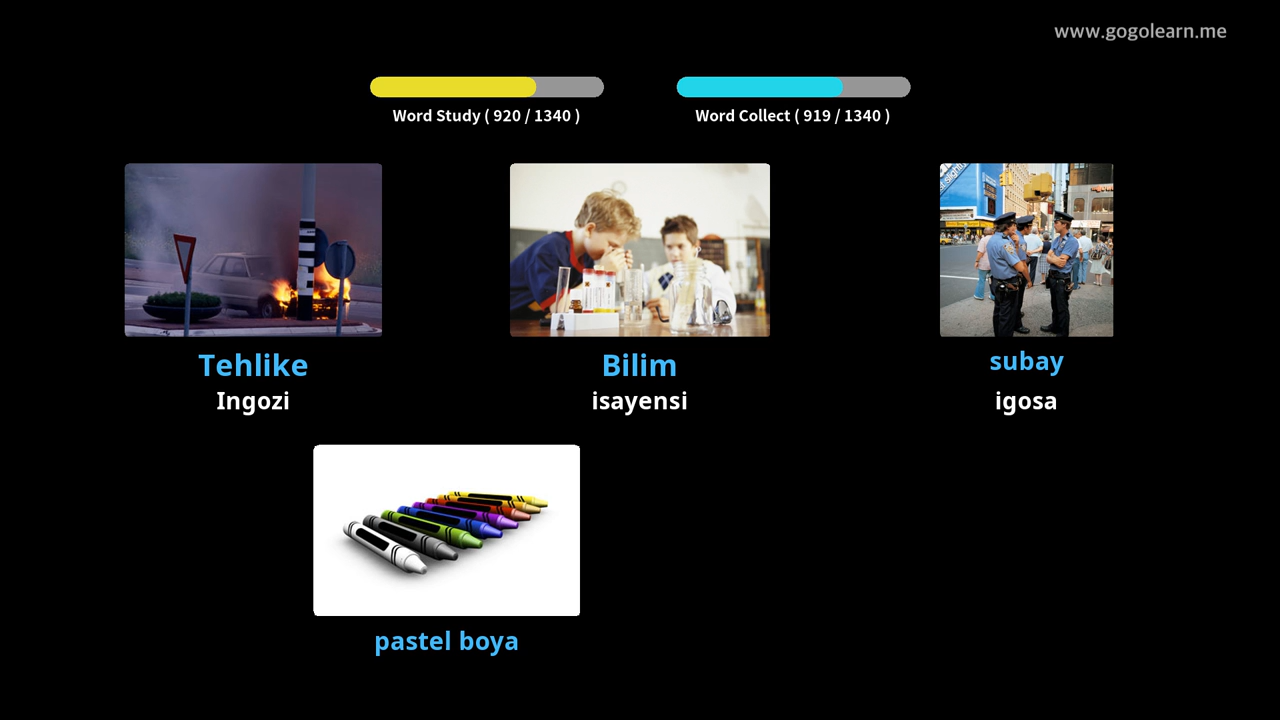 www.gogolearn.me
Word Study ( 920 / 1340 )
Word Collect ( 919 / 1340 )
Tehlike
Bilim
subay
Ingozi
isayensi
igosa
pastel boya